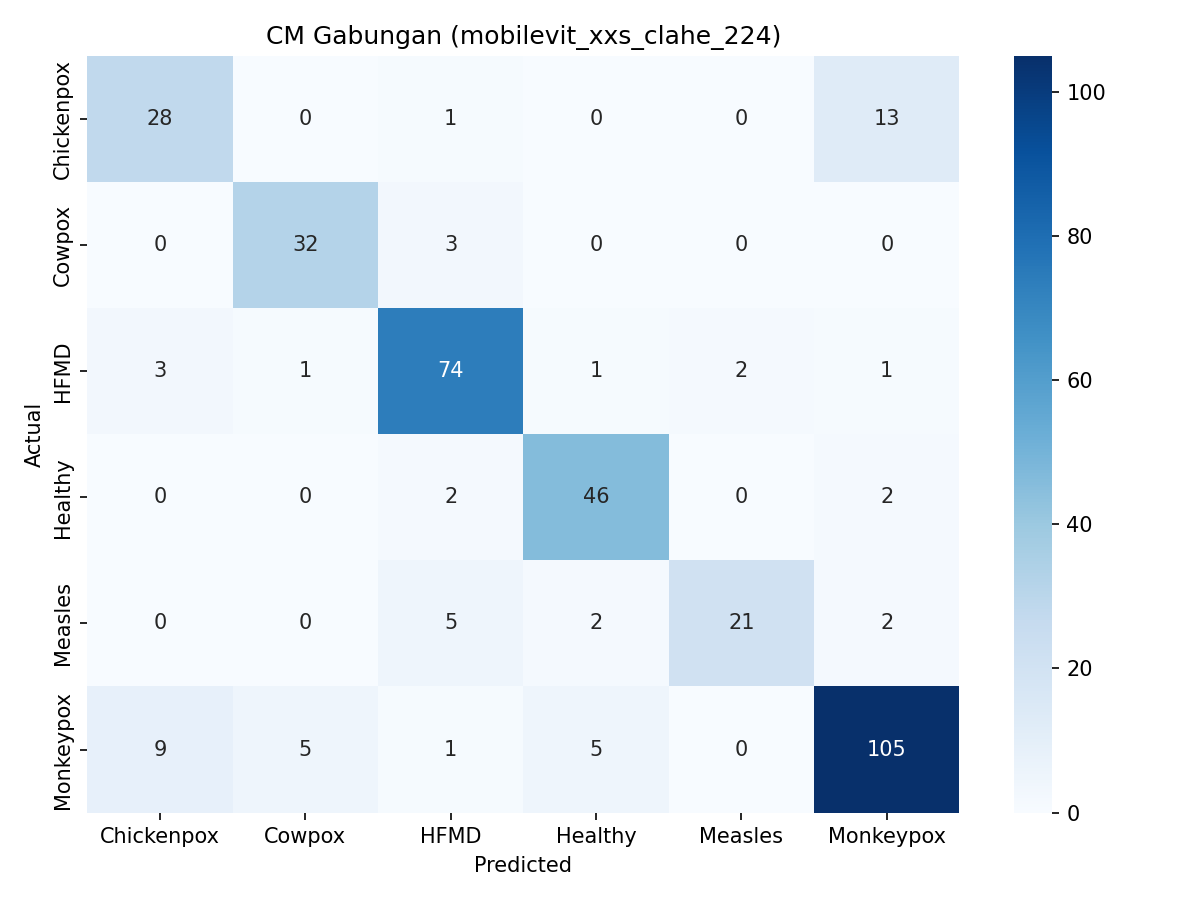 CM Gabungan (mobilevit_xxs_clahe_224)
Actual
Chickenpox 28 0 1 0 0 13
Cowpox 0 32 3 0 0 0
HFMD 3 1 74 1 2 1
Healthy 0 0 2 46 0 2
Measles 0 0 5 2 21 2
Monkeypox 9 5 1 5 0 105
Chickenpox Cowpox HFMD Healthy Measles Monkeypox
Predicted
100
80
60
40
20
0